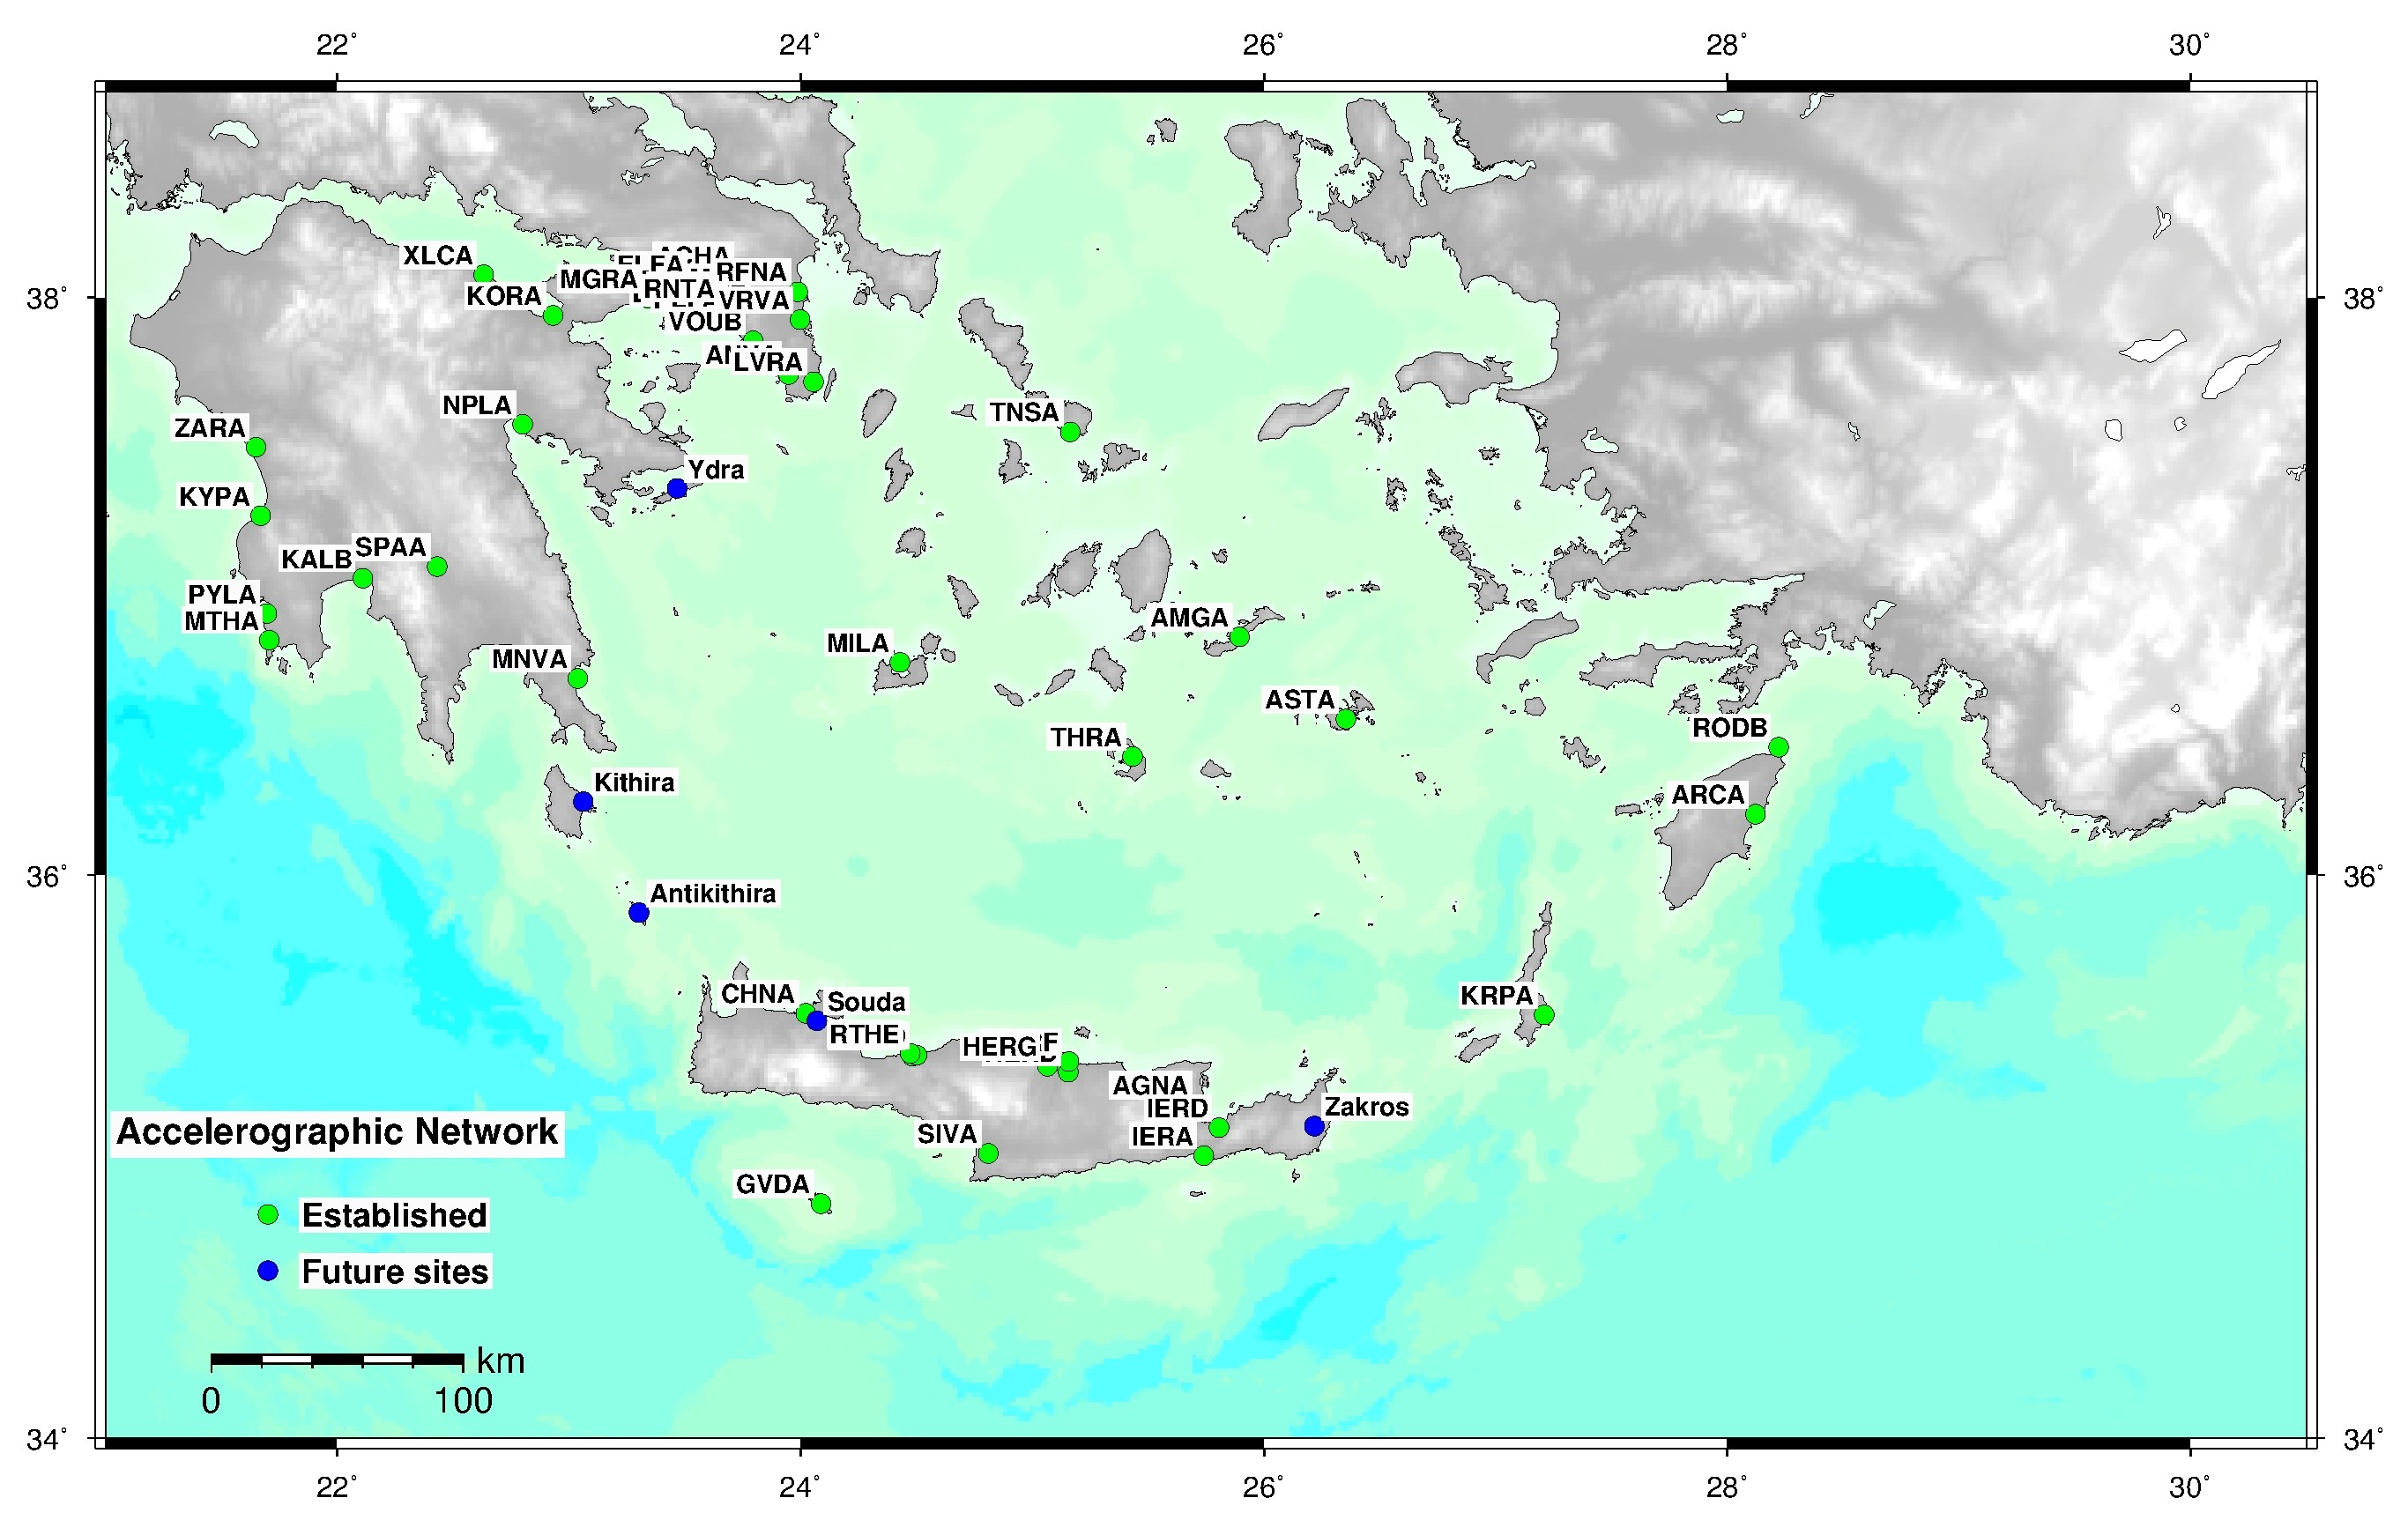 22° 24° 26° 28° 30°
XLCA
RFNA
MGRA
RNTA
KORA
VRVA
38° 38°
VOUB
LVRA
NPLA
TNSA
ZARA
Ydra
KYPA
SPAA
KALB
PYLA
MTHA
AMGA
MILA
MNVA
ASTA
RODB
THRA
Kithira
ARCA
36° 36°
Antikithira
CHNA
Souda
KRPA
RTHE
HERG
AGNA
IERD
Zakros
Accelerographic Network
SIVA
IERA
GVDA
Established
Future sites
km
0 100
34° 34°
22° 24° 26° 28° 30°